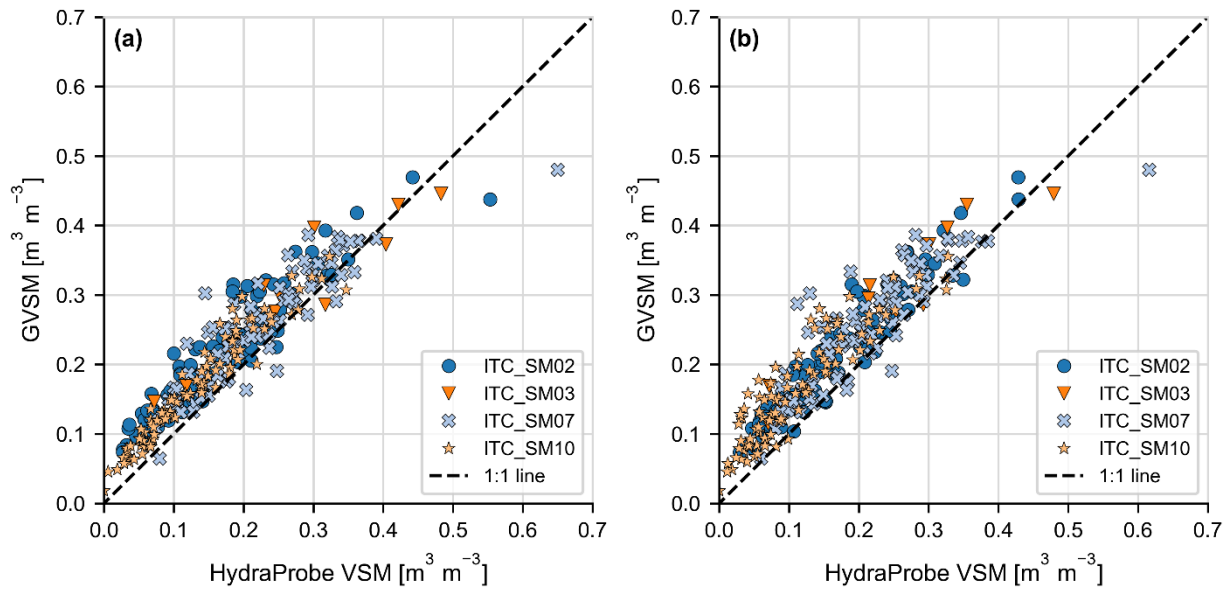 (a)
GVSM [m³ m⁻³]
0.7
0.6
0.5
0.4
0.3
0.2
0.1
0.0
ITC_SM02
ITC_SM03
ITC_SM07
ITC_SM10
1:1 line
0.0 0.1 0.2 0.3 0.4 0.5 0.6 0.7
HydraProbe VSM [m³ m⁻³]
(b)
GVSM [m³ m⁻³]
0.7
0.6
0.5
0.4
0.3
0.2
0.1
0.0
ITC_SM02
ITC_SM03
ITC_SM07
ITC_SM10
1:1 line
0.0 0.1 0.2 0.3 0.4 0.5 0.6 0.7
HydraProbe VSM [m³ m⁻³]